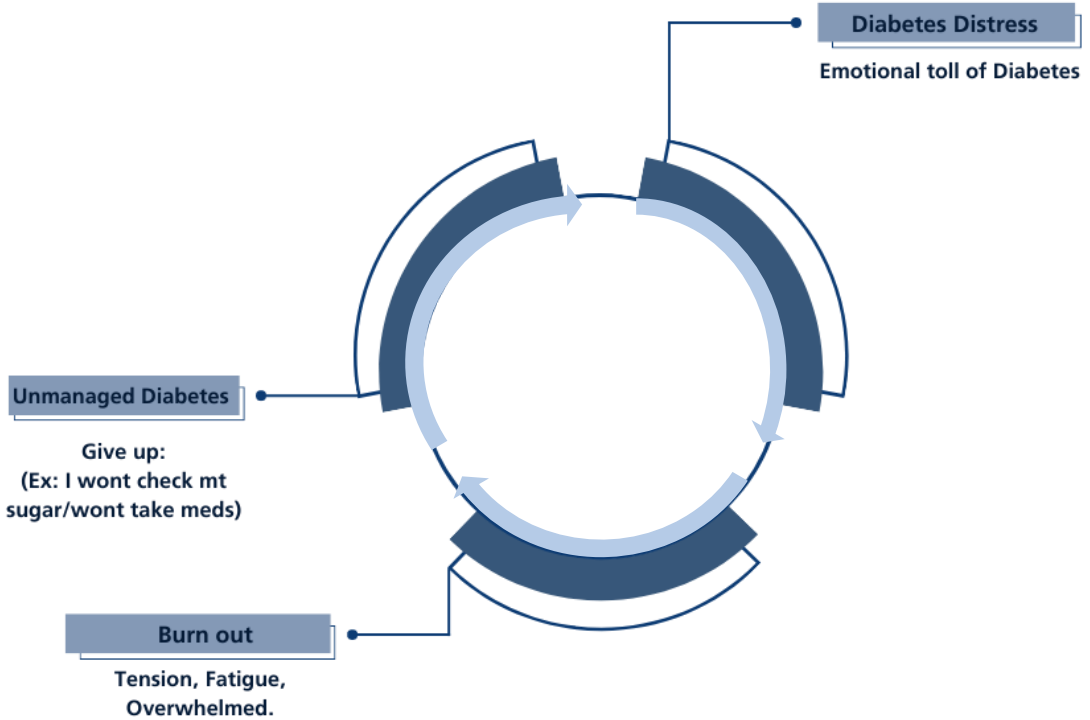 Diabetes Distress
Emotional toll of Diabetes
Unmanaged Diabetes
Give up:
(Ex: I wont check mt
sugar/wont take meds)
Burn out
Tension, Fatigue,
Overwhelmed.